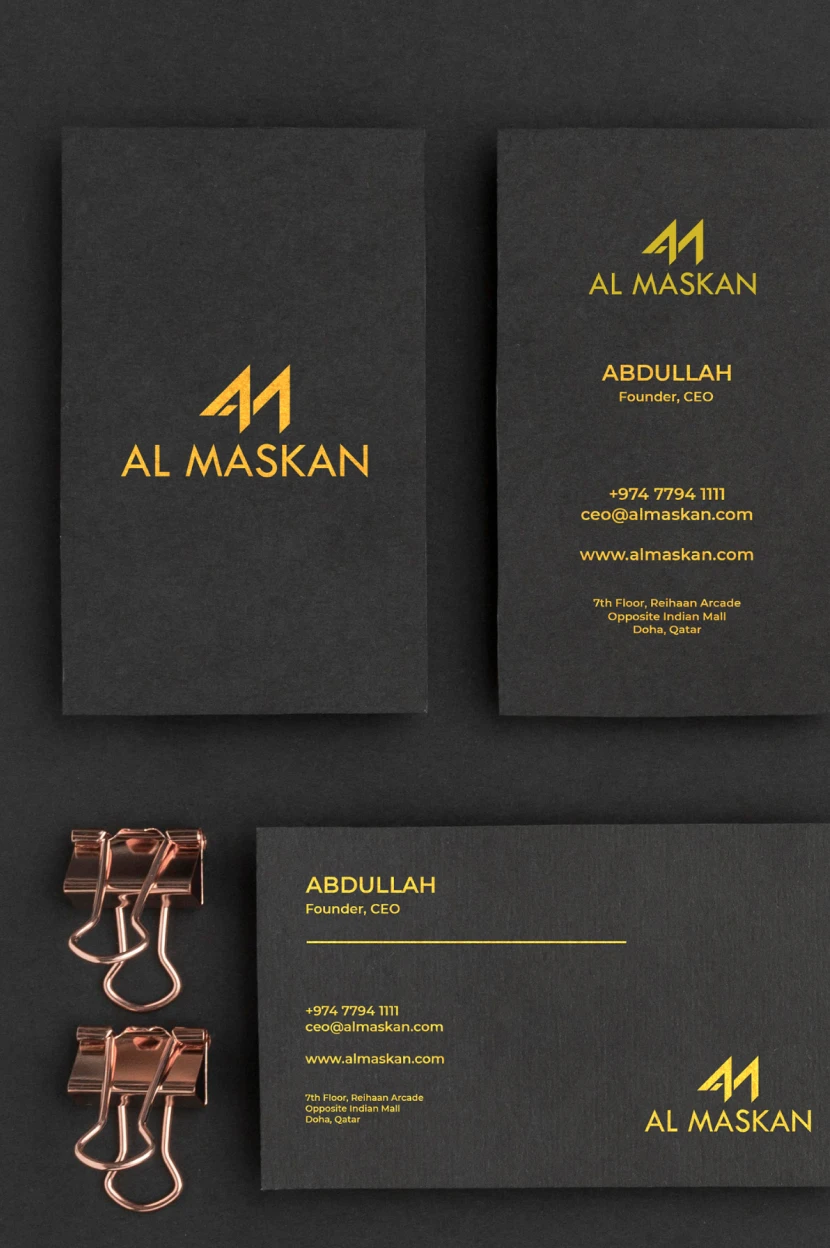 AL MASKAN
AL MASKAN
ABDULLAH
Founder, CEO
+974 7794 1111
ceo@almaskan.com
www.almaskan.com
7th Floor, Reihaan Arcade
Opposite Indian Mall
Doha, Qatar
ABDULLAH
Founder, CEO
+974 7794 1111
ceo@almaskan.com
www.almaskan.com
7th Floor, Reihaan Arcade
Opposite Indian Mall
Doha, Qatar
AL MASKAN